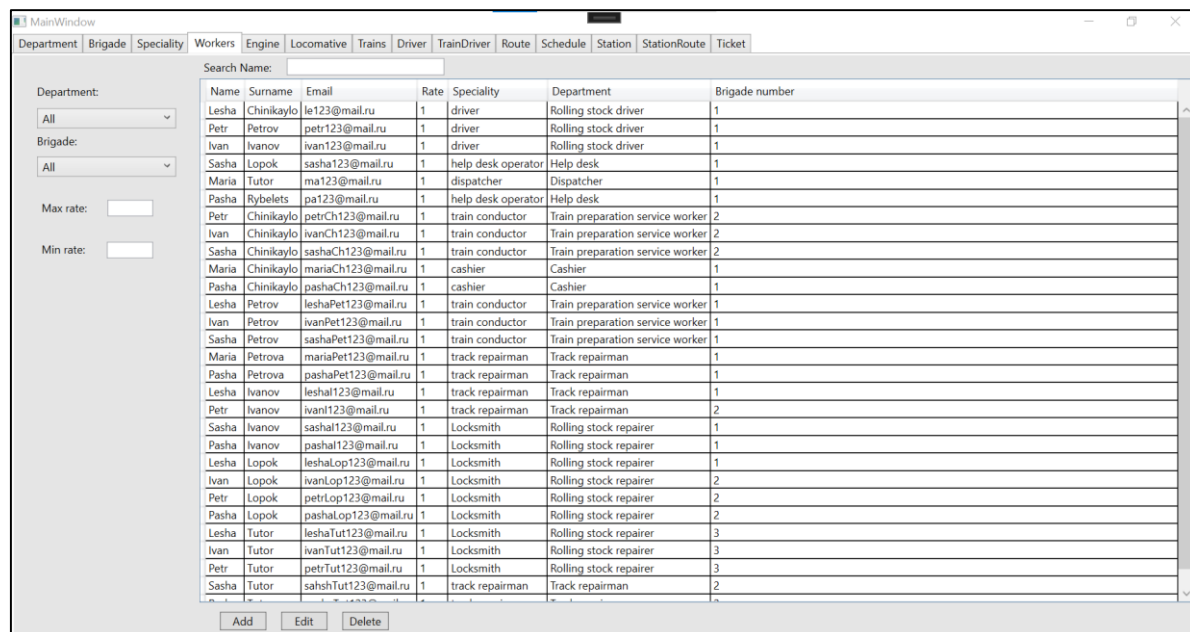 MainWindow
Department Brigade Speciality Workers Engine Locomative Trains Driver TrainDriver Route Schedule Station StationRoute Ticket
Search Name:
Department:
All
Brigade:
All
Max rate:
Min rate:
Name Surname Email Rate Speciality Department Brigade number
Lesha Chinikaylo le123@mail.ru 1 driver Rolling stock driver 1
Petr Petrov petr123@mail.ru 1 driver Rolling stock driver 1
Ivan Ivanov ivan123@mail.ru 1 driver Rolling stock driver 1
Sasha Lopok sasha123@mail.ru 1 help desk operator Help desk 1
Maria Tutor ma123@mail.ru 1 dispatcher Dispatcher 1
Pasha Rybelets pa123@mail.ru 1 help desk operator Help desk 1
Petr Chinikaylo petrCh123@mail.ru 1 train conductor Train preparation service worker 2
Ivan Chinikaylo ivanCh123@mail.ru 1 train conductor Train preparation service worker 2
Sasha Chinikaylo sashaCh123@mail.ru 1 train conductor Train preparation service worker 2
Maria Chinikaylo mariaCh123@mail.ru 1 cashier Cashier 1
Pasha Chinikaylo pashaCh123@mail.ru 1 cashier Cashier 1
Lesha Petrov leshaPet123@mail.ru 1 train conductor Train preparation service worker 1
Ivan Petrov ivanPet123@mail.ru 1 train conductor Train preparation service worker 1
Sasha Petrov sashaPet123@mail.ru 1 train conductor Train preparation service worker 1
Maria Petrova mariaPet123@mail.ru 1 track repairman Track repairman 1
Pasha Petrova pashaPet123@mail.ru 1 track repairman Track repairman 1
Lesha Ivanov leshaI123@mail.ru 1 track repairman Track repairman 1
Petr Ivanov ivanI123@mail.ru 1 track repairman Track repairman 2
Sasha Ivanov sashaI123@mail.ru 1 Locksmith Rolling stock repairer 1
Pasha Ivanov pashaI123@mail.ru 1 Locksmith Rolling stock repairer 1
Lesha Lopok leshaLop123@mail.ru 1 Locksmith Rolling stock repairer 1
Ivan Lopok ivanLop123@mail.ru 1 Locksmith Rolling stock repairer 2
Petr Lopok petrLop123@mail.ru 1 Locksmith Rolling stock repairer 2
Pasha Lopok pashaLop123@mail.ru 1 Locksmith Rolling stock repairer 2
Lesha Tutor leshaTut123@mail.ru 1 Locksmith Rolling stock repairer 3
Ivan Tutor ivanTut123@mail.ru 1 Locksmith Rolling stock repairer 3
Petr Tutor petrTut123@mail.ru 1 Locksmith Rolling stock repairer 3
Sasha Tutor sahshTut123@mail.ru 1 track repairman Track repairman 2
Add Edit Delete